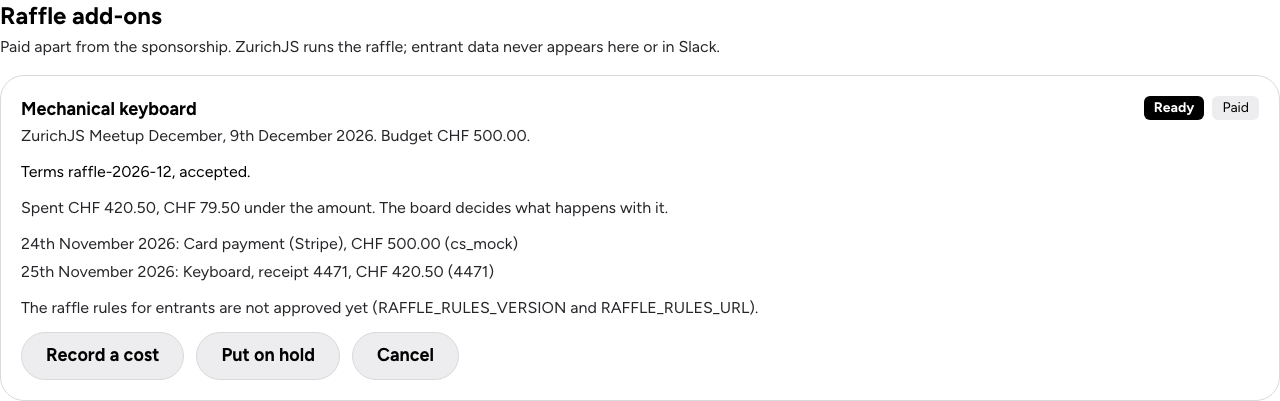 Raffle add-ons
Paid apart from the sponsorship. ZurichJS runs the raffle; entrant data never appears here or in Slack.
Mechanical keyboard
Ready
Paid
ZurichJS Meetup December, 9th December 2026. Budget CHF 500.00.
Terms raffle-2026-12, accepted.
Spent CHF 420.50, CHF 79.50 under the amount. The board decides what happens with it.
24th November 2026: Card payment (Stripe), CHF 500.00 (cs_mock)
25th November 2026: Keyboard, receipt 4471, CHF 420.50 (4471)
The raffle rules for entrants are not approved yet (RAFFLE_RULES_VERSION and RAFFLE_RULES_URL).
Record a cost
Put on hold
Cancel